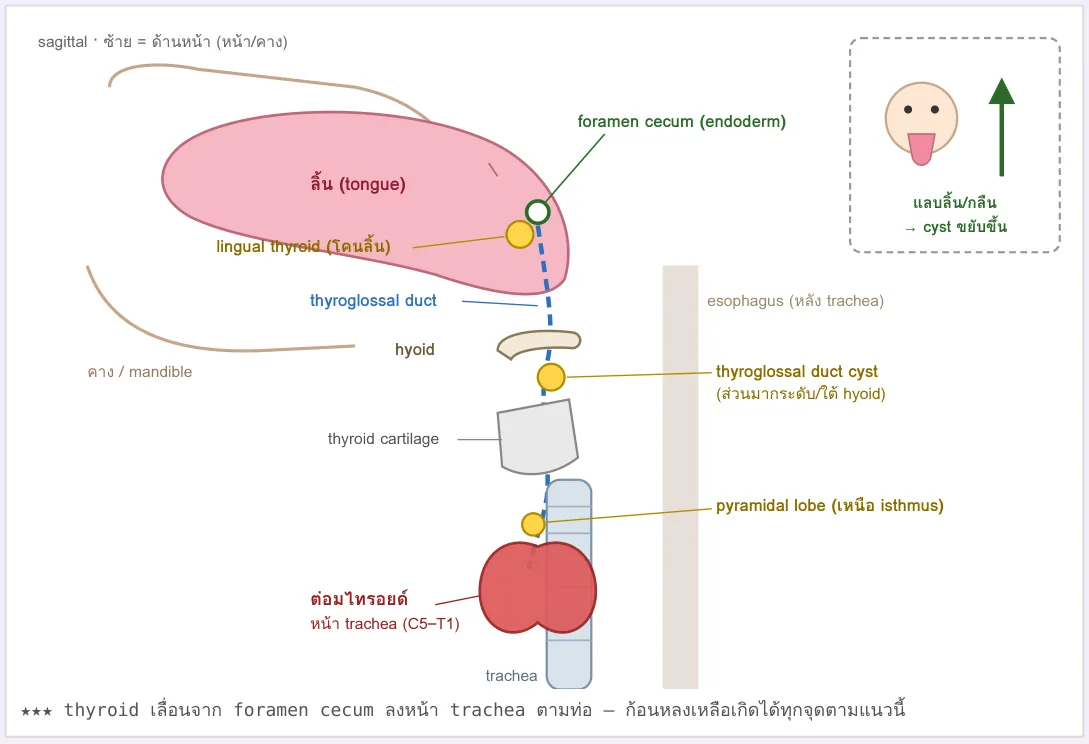 sagittal · ซ้าย = ด้านหน้า (หน้า/คาง)
foramen cecum (endoderm)
ลิ้น (tongue)
แลบลิ้น/กลืน
→ cyst ขยับขึ้น
lingual thyroid (โคนลิ้น)
thyroglossal duct
esophagus (หลัง trachea)
hyoid
คาง / mandible
thyroglossal duct cyst
(ส่วนมากระดับ/ใต้ hyoid)
thyroid cartilage
pyramidal lobe (เหนือ isthmus)
ต่อมไทรอยด์
หน้า trachea (C5–T1)
trachea
★★★ thyroid เลื่อนจาก foramen cecum ลงหน้า trachea ตามท่อ — ก้อนหลงเหลือเกิดได้ทุกจุดตามแนวนี้